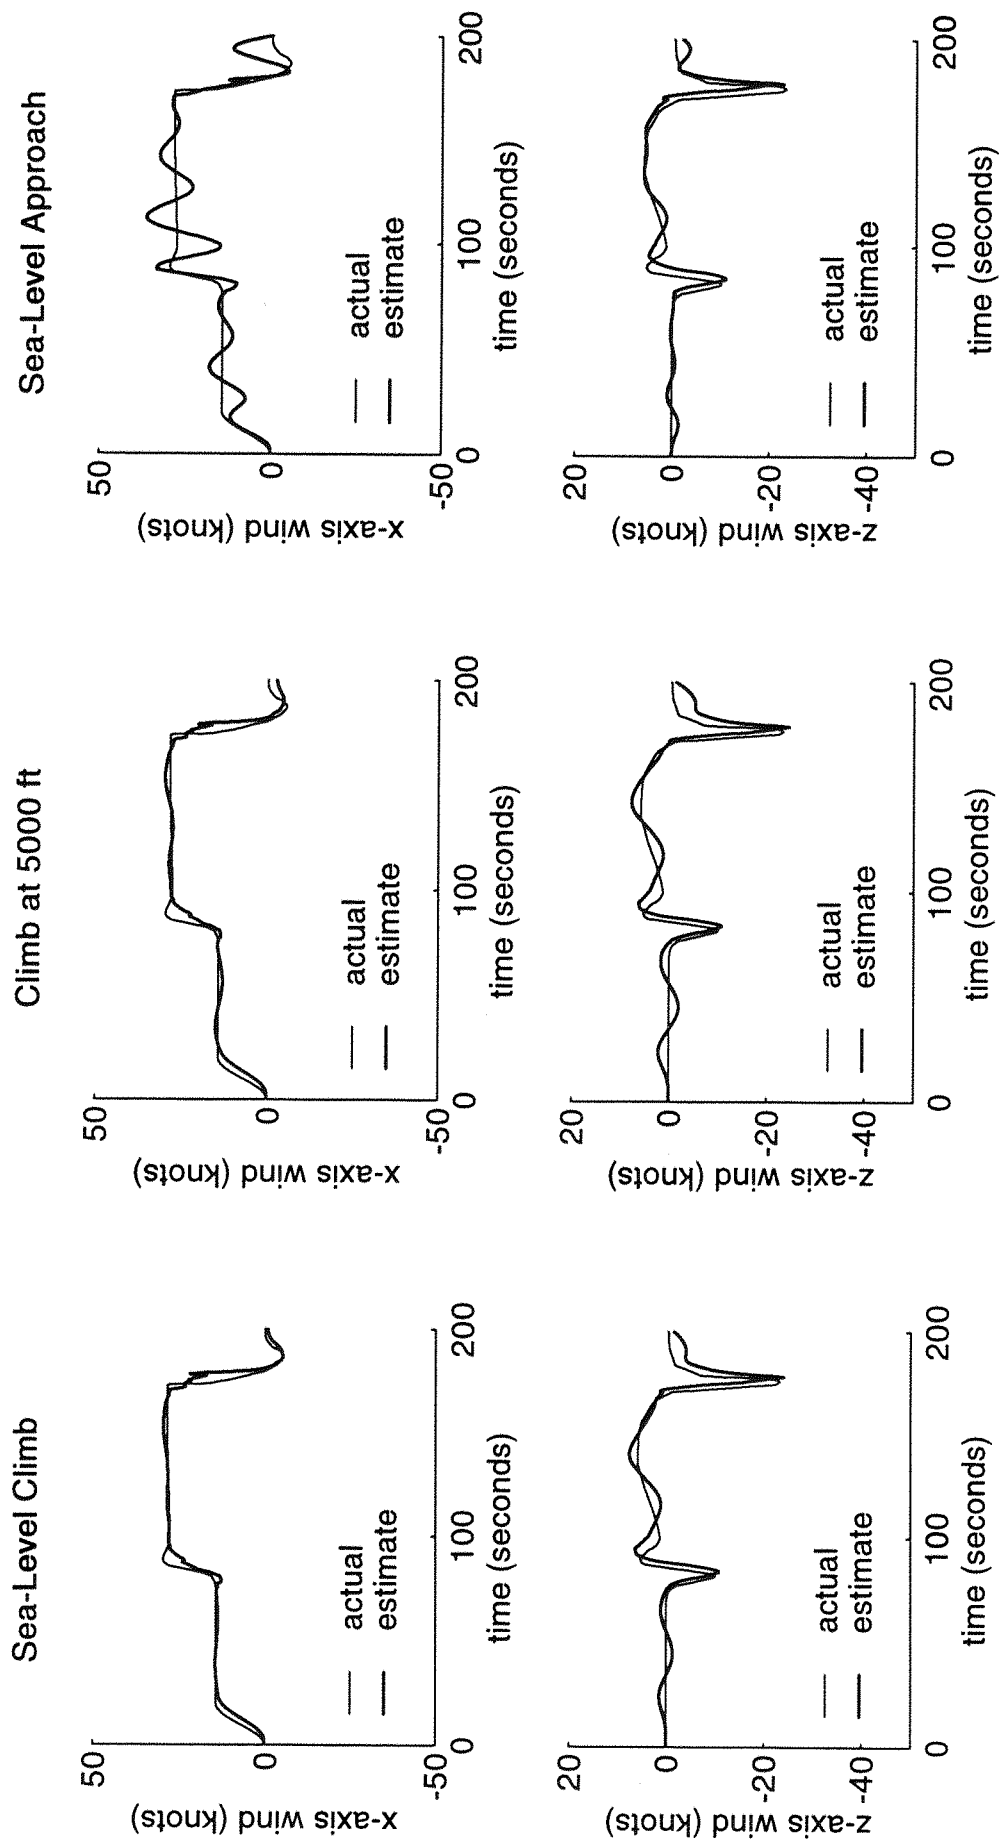 Sea-Level Climb
50
0
-50
x-axis wind (knots)
actual
estimate
0
100
200
time (seconds)
20
0
-20
-40
z-axis wind (knots)
actual
estimate
0
100
200
time (seconds)
Climb at 5000 ft
50
0
-50
x-axis wind (knots)
actual
estimate
0
100
200
time (seconds)
20
0
-20
-40
z-axis wind (knots)
actual
estimate
0
100
200
time (seconds)
Sea-Level Approach
50
0
-50
x-axis wind (knots)
actual
estimate
0
100
200
time (seconds)
20
0
-20
-40
z-axis wind (knots)
actual
estimate
0
100
200
time (seconds)